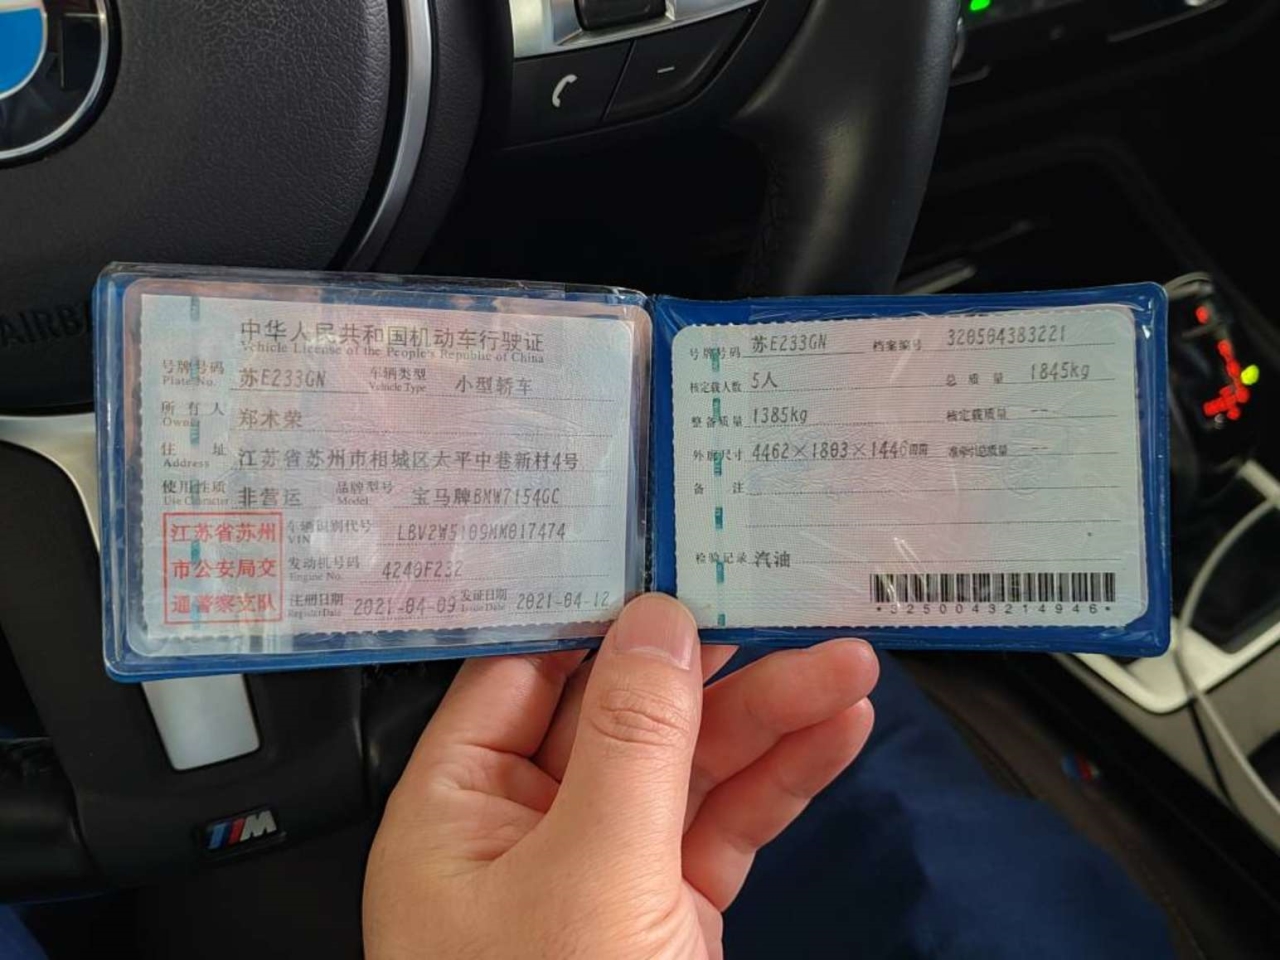 AIRB
中华人民共和国机动车行驶证
Vehicle License of the People's Republic of China
号牌号码 苏E233GN 车辆类型 小型轿车
Plate No. Vehicle Type
所有人 郑术荣
Owner
住址 江苏省苏州市相城区太平中巷新村4号
Address
使用性质 非营运 品牌型号 宝马牌BMW7154GC
Use Character Model
江苏省苏州
市公安局交
通警察支队
车辆识别代号 LBV2W5109MM017474
VIN
发动机号码 4240F232
Engine No.
注册日期 2021-04-09 发证日期 2021-04-12
Register Date Issue Date
号牌号码 苏E233GN 档案编号 320504383221
核定载人数 5人 总质量 1845kg
整备质量 1385kg 核定载质量 --
外廓尺寸 4462×1803×1446mm 准牵引总质量 --
备注
检验记录 汽油
*3250043214946*
M